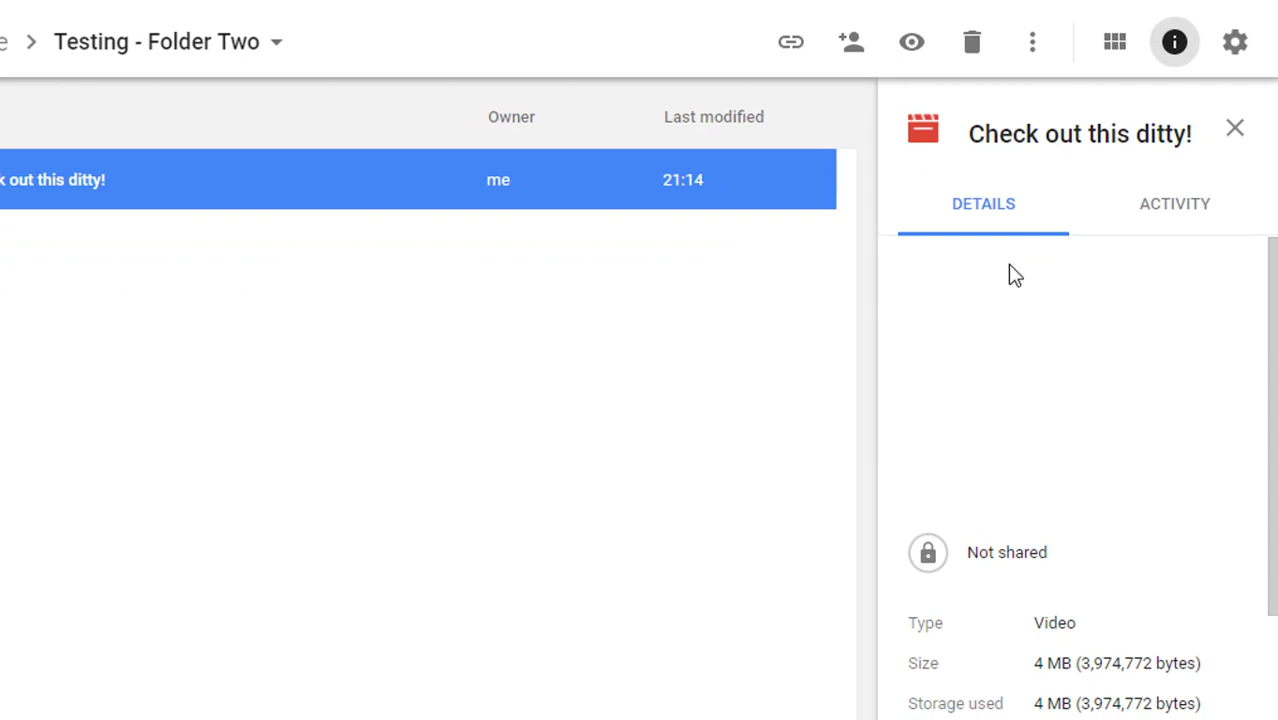 e > Testing - Folder Two
Owner Last modified
k out this ditty! me 21:14
Check out this ditty!
DETAILS ACTIVITY
Not shared
Type Video
Size 4 MB (3,974,772 bytes)
Storage used 4 MB (3,974,772 bytes)